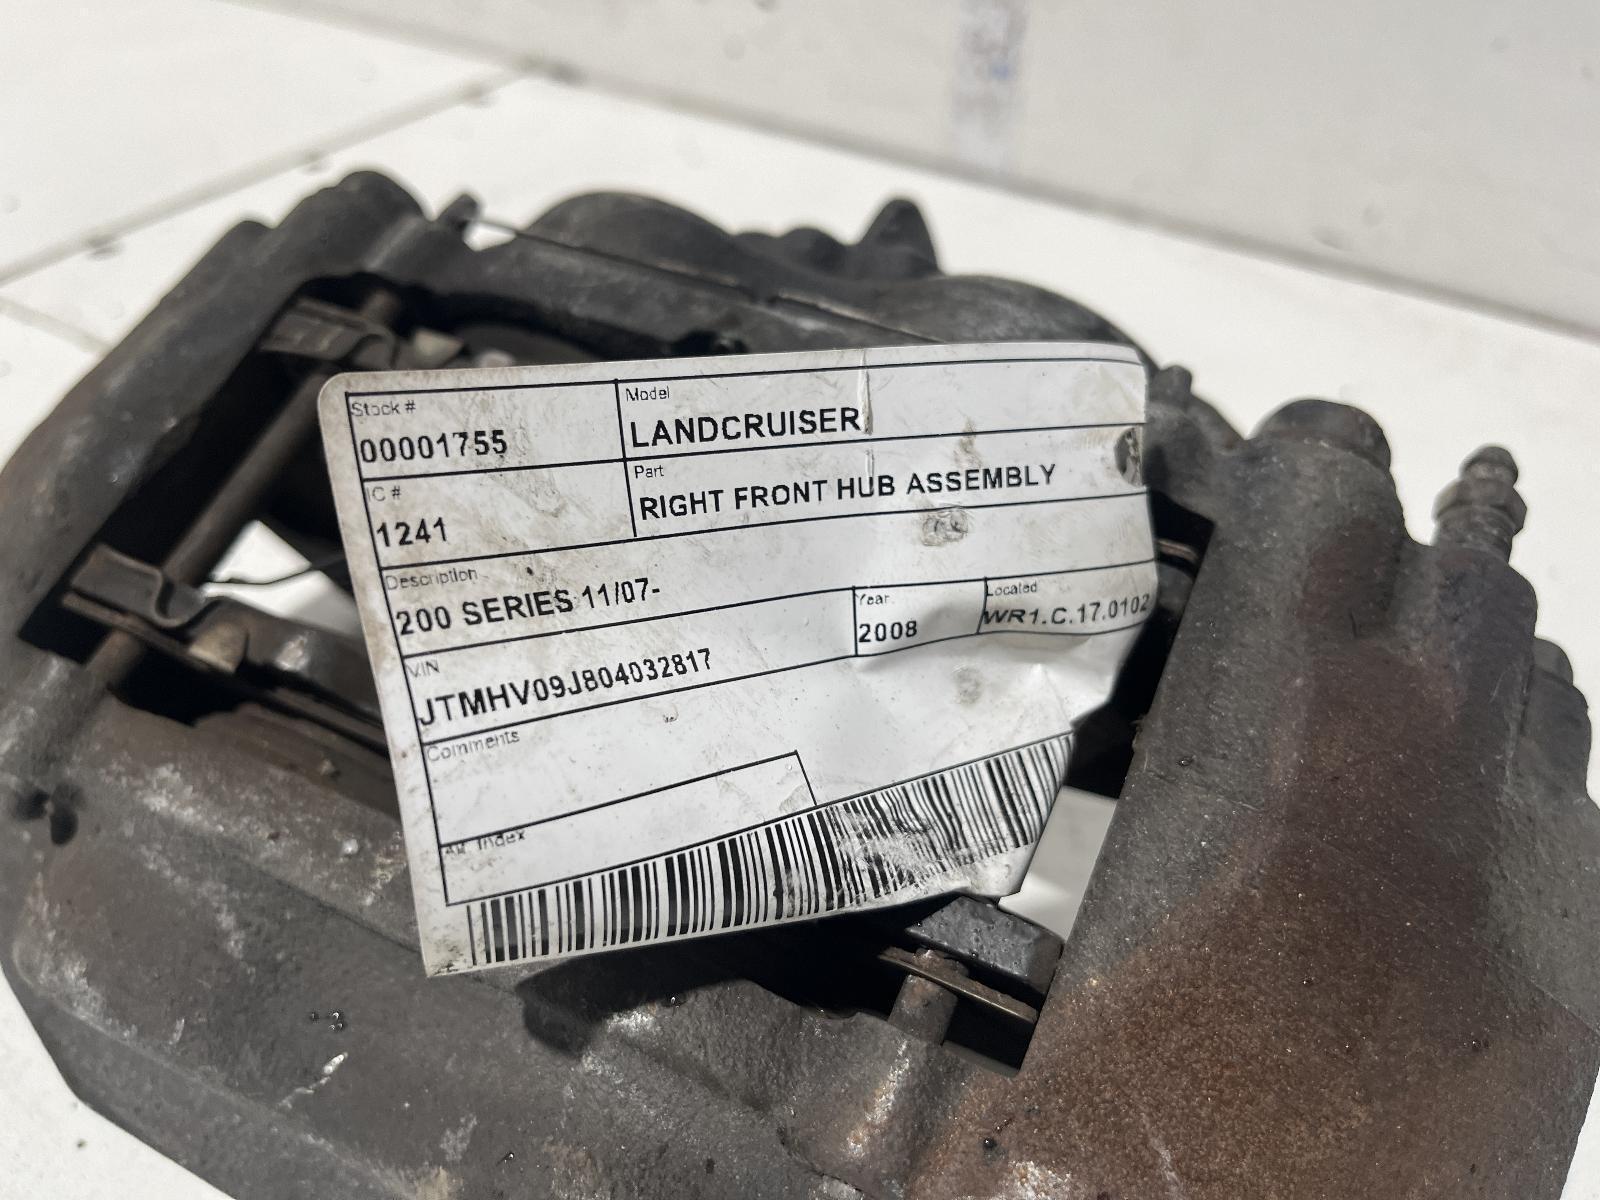 Stock #
00001755
Model
LANDCRUISER
IC #
1241
Part
RIGHT FRONT HUB ASSEMBLY
Description
200 SERIES 11/07-
VIN
JTMHV09J804032817
Year
2008
Located
WR1.C.17.0102
Comments
Index